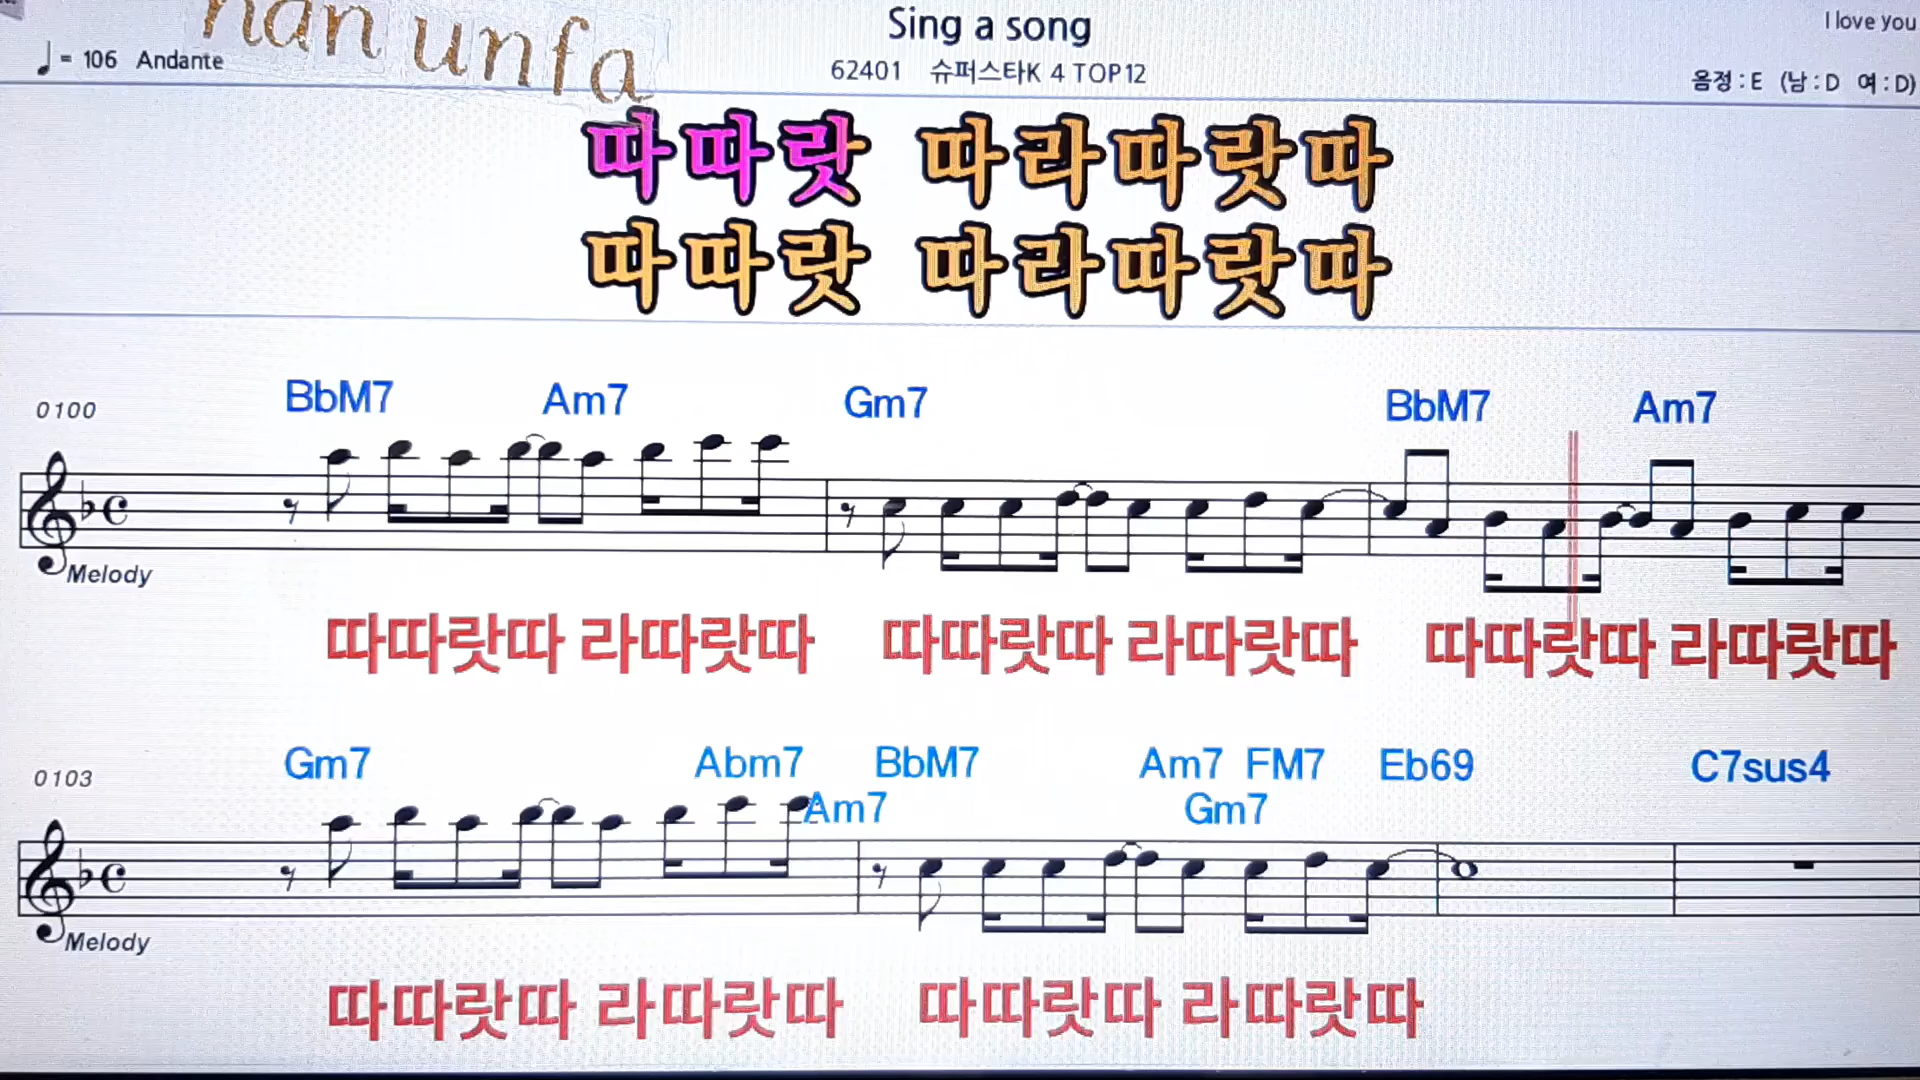 nan unfa
Sing a song
I love you
= 106 Andante
62401 슈퍼스타K 4 TOP12
음정 : E (남 : D 여 : D)
따따랏 따라따랏따
따따랏 따라따랏따
0100 BbM7 Am7 Gm7 BbM7 Am7
Melody
따따랏따 라따랏따 따따랏따 라따랏따 따따랏따 라따랏따
0103 Gm7 Abm7 BbM7 Am7 FM7 Eb69 C7sus4
Am7 Gm7
Melody
따따랏따 라따랏따 따따랏따 라따랏따